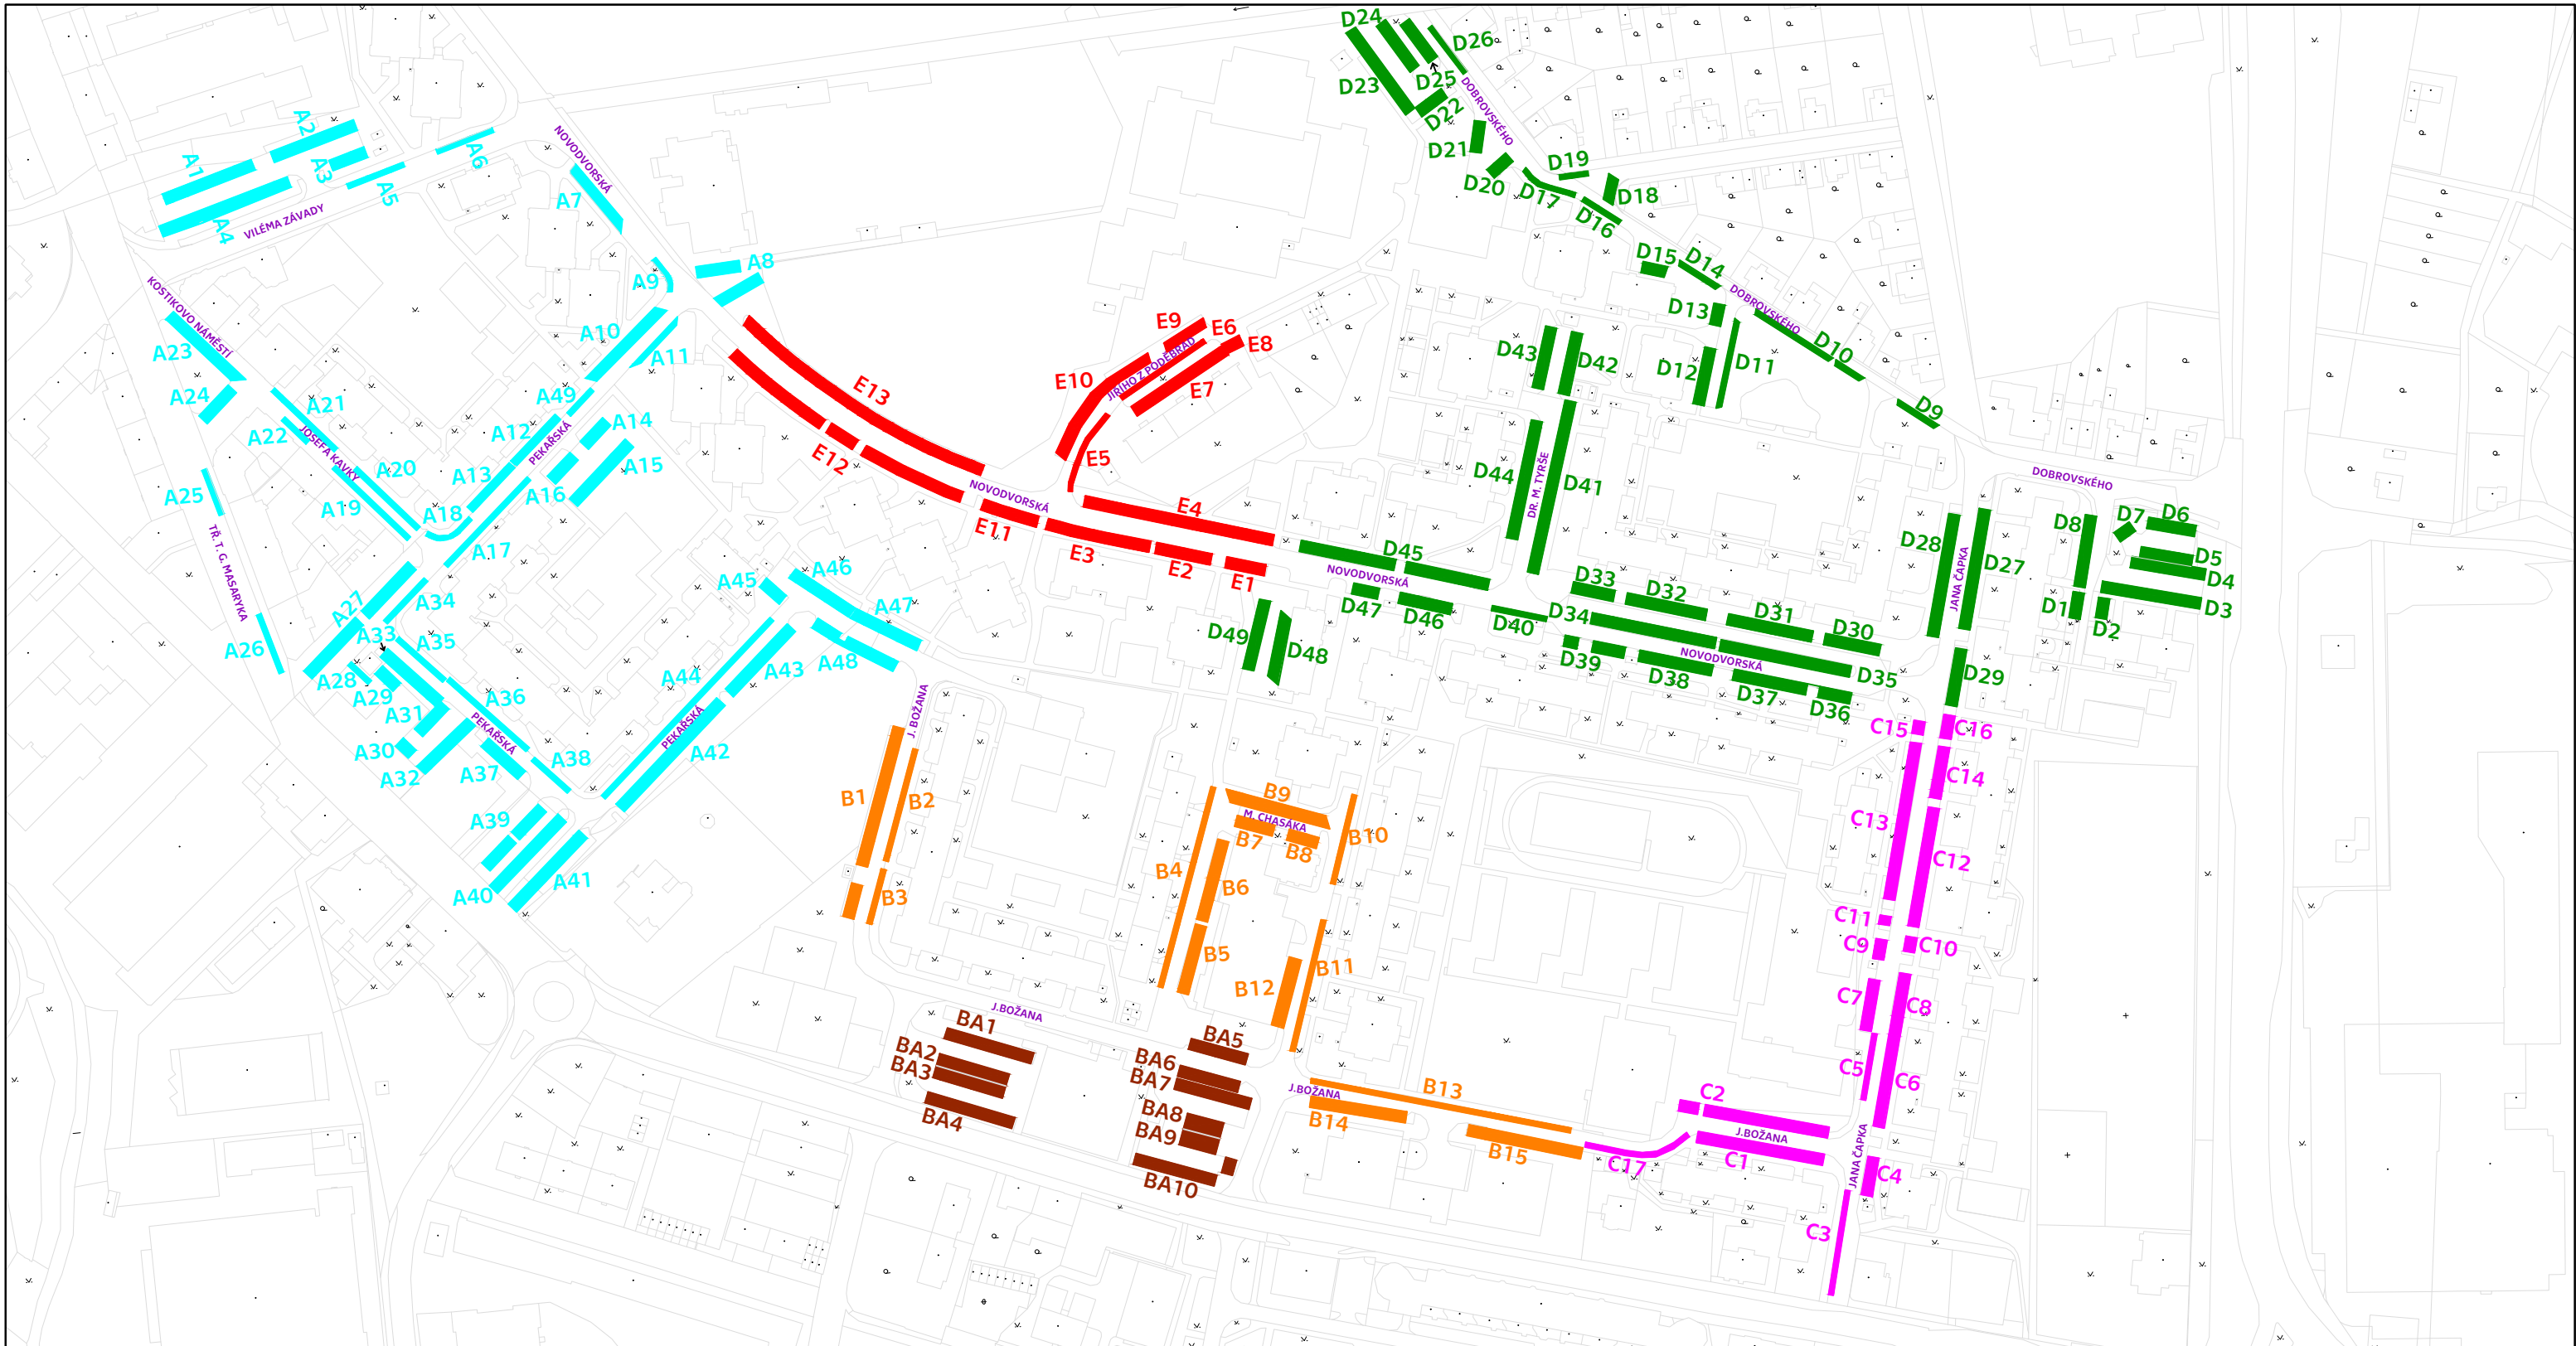 A1
A2
A3
A4
A5
A6
VILÉMA ZÁVADY
NOVODVORSKÁ
A7
A8
A9
A10
A11
KOSTIKOVO NÁMĚSTÍ
A23
A24
A21
A22
JOSEFA KAVKY
A20
A19
A49
A12
PEKAŘSKÁ
A13
A14
A15
A16
A18
A17
A25
TŘ. T. G. MASARYKA
A26
A27
A34
A33
A35
A28
A29
A36
A31
A30
A32
PEKAŘSKÁ
A37
A38
A39
A40
A41
A44
PEKAŘSKÁ
A42
A43
A45
A46
A47
A48
E13
E12
NOVODVORSKÁ
E11
E10
E9
E6
E8
JIŘÍHO Z PODĚBRAD
E7
E5
E4
E3
E2
E1
D24
D23
D25
D26
D22
DOBROVSKÉHO
D21
D20
D19
D17
D18
D16
D15
D14
D13
DOBROVSKÉHO
D12
D11
D10
D9
DOBROVSKÉHO
D43
D42
D44
DR. M. TYRŠE
D41
D45
NOVODVORSKÁ
D47
D46
D49
D48
D40
D33
D32
D34
D31
D30
D39
D38
NOVODVORSKÁ
D35
D37
D36
D28
JANA ČAPKA
D27
D29
D8
D7
D6
D5
D4
D3
D1
D2
J. BOŽANA
B1
B2
B3
B9
M. CHASÁKA
B7
B8
B10
B4
B6
B5
B11
B12
J.BOŽANA
BA1
BA2
BA3
BA4
BA5
BA6
BA7
BA8
BA9
BA10
J.BOŽANA
B13
B14
B15
C15
C16
C14
C13
C12
C11
C9
C10
C7
C8
C5
C6
C2
J.BOŽANA
C1
C17
JANA ČAPKA
C4
C3